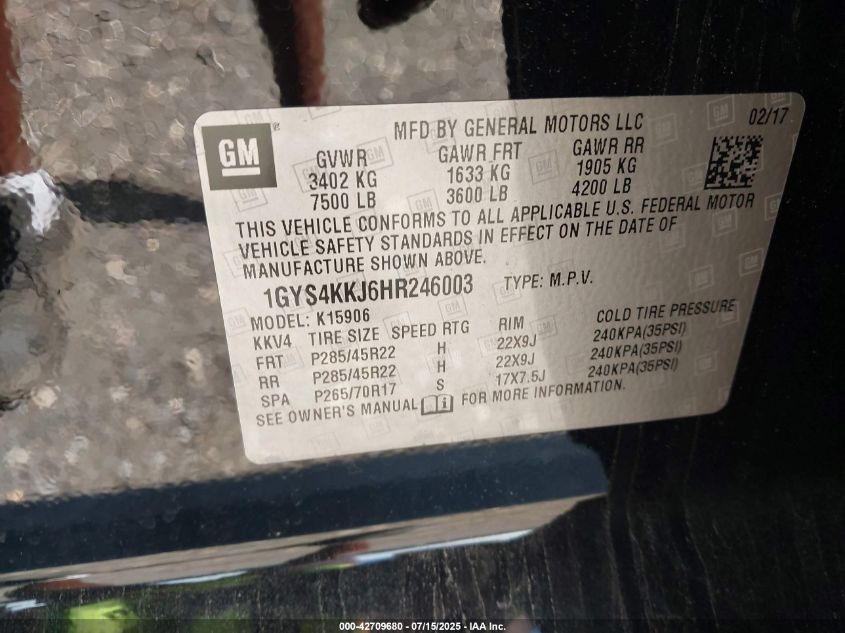 GM
MFD BY GENERAL MOTORS LLC
02/17
GVWR GAWR FRT GAWR RR
3402 KG 1633 KG 1905 KG
7500 LB 3600 LB 4200 LB
THIS VEHICLE CONFORMS TO ALL APPLICABLE U.S. FEDERAL MOTOR
VEHICLE SAFETY STANDARDS IN EFFECT ON THE DATE OF
MANUFACTURE SHOWN ABOVE.
1GYS4KKJ6HR246003 TYPE: M.P.V.
MODEL: K15906
KKV4 TIRE SIZE SPEED RTG RIM COLD TIRE PRESSURE
FRT P285/45R22 H 22X9J 240KPA(35PSI)
RR P285/45R22 H 22X9J 240KPA(35PSI)
SPA P265/70R17 S 17X7.5J 240KPA(35PSI)
SEE OWNER'S MANUAL FOR MORE INFORMATION.
000-42709680 - 07/15/2025 - IAA Inc.